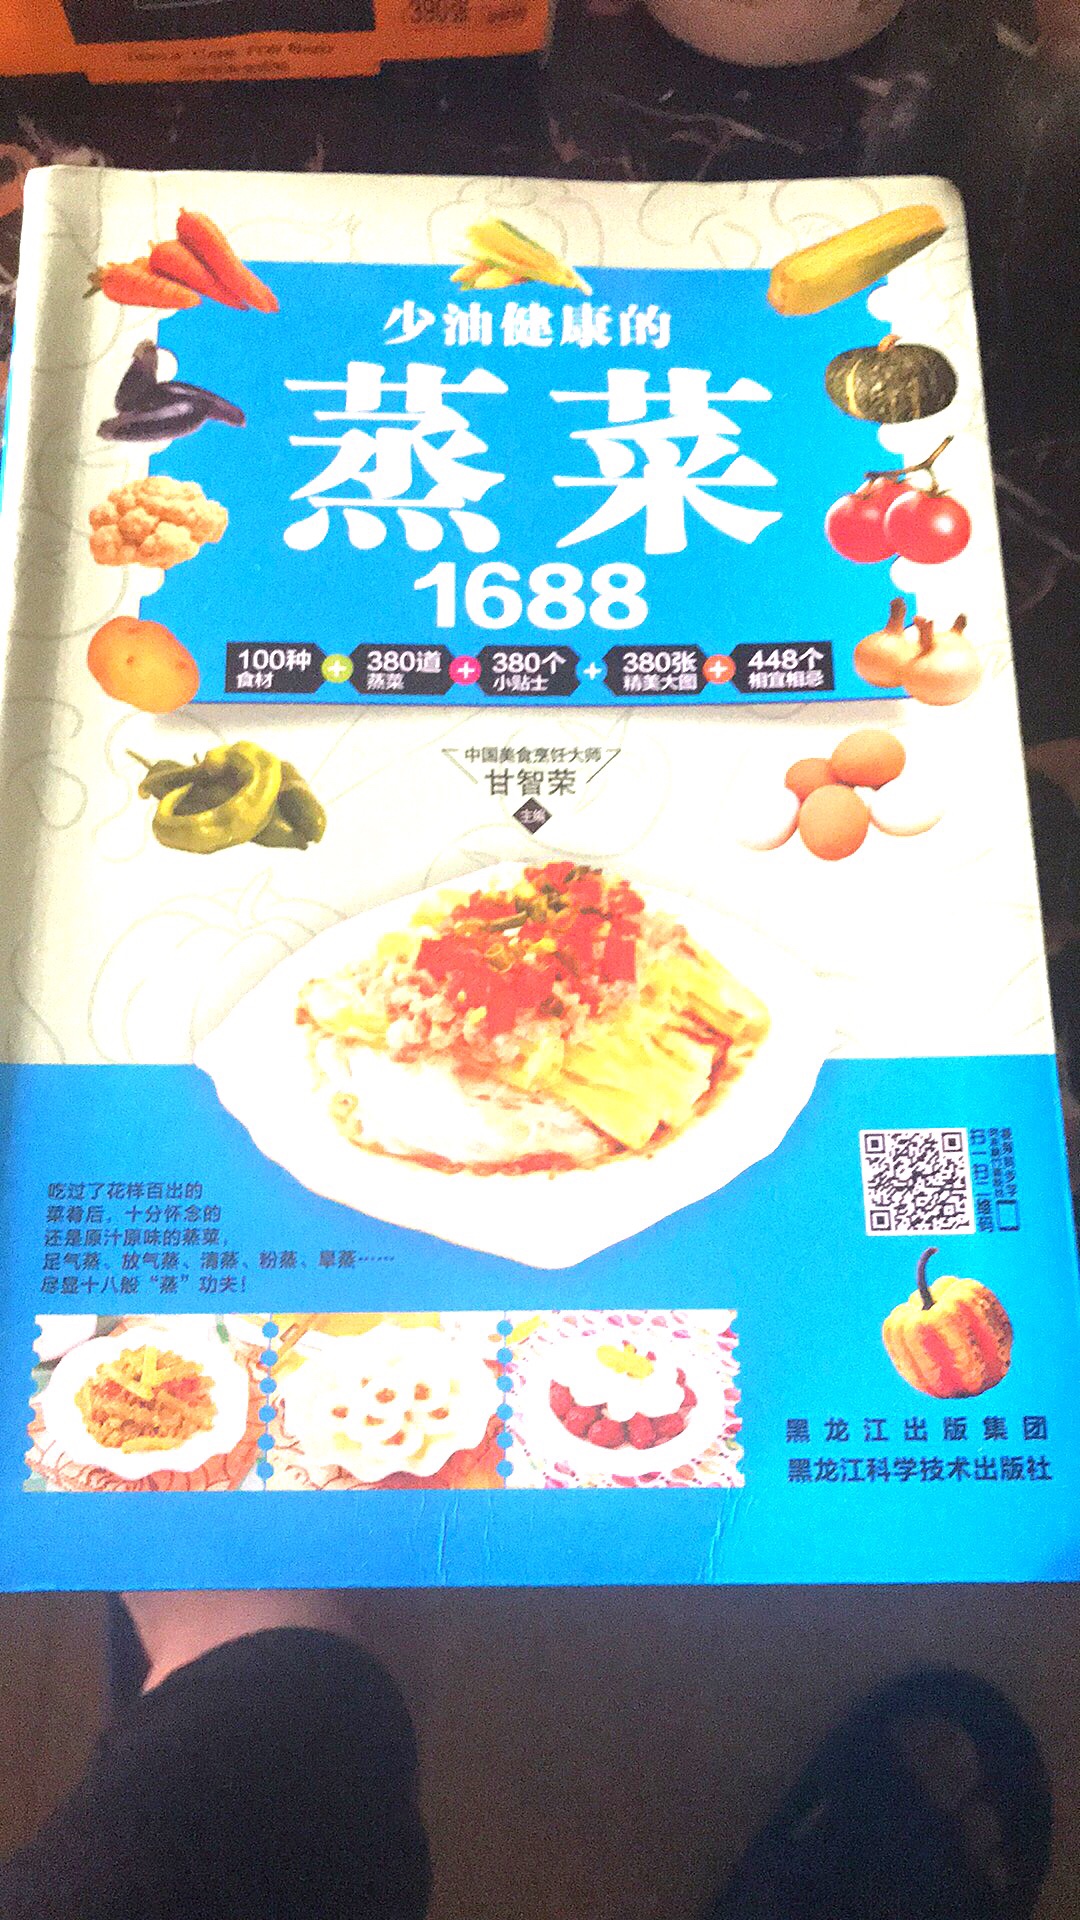 少油健康的
蒸菜
1688
100种
食材
+
380道
蒸菜
+
380个
小贴士
+
380张
精美大图
+
448个
相宜相忌
中国美食烹饪大师
甘智荣
主编
吃过了花样百出的
菜肴后，十分怀念的
还是原汁原味的蒸菜，
足气蒸、放气蒸、清蒸、粉蒸、旱蒸……
尽显十八般“蒸”功夫！
扫一扫二维码
黑龙江出版集团
黑龙江科学技术出版社